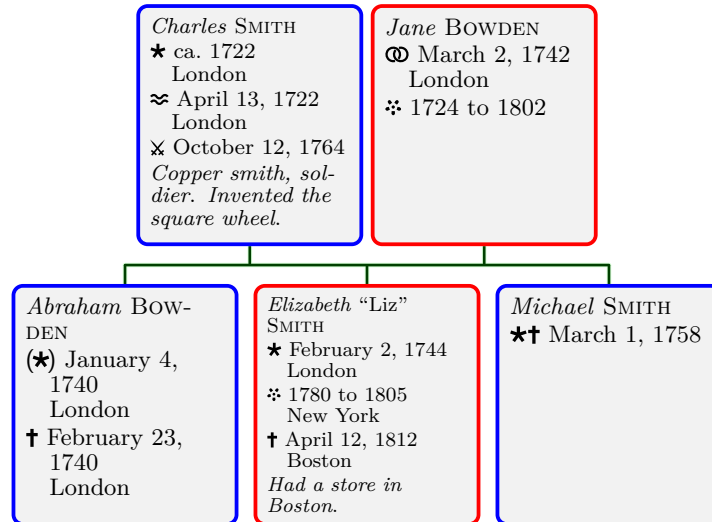 Charles SMITH
* ca. 1722
London
≈ April 13, 1722
London
⚔ October 12, 1764
Copper smith, sol-
dier. Invented the
square wheel.
Jane BOWDEN
⚭ March 2, 1742
London
⁘ 1724 to 1802
Abraham BOW-
DEN
(*) January 4,
1740
London
† February 23,
1740
London
Elizabeth “Liz”
SMITH
* February 2, 1744
London
⁘ 1780 to 1805
New York
† April 12, 1812
Boston
Had a store in
Boston.
Michael SMITH
*† March 1, 1758